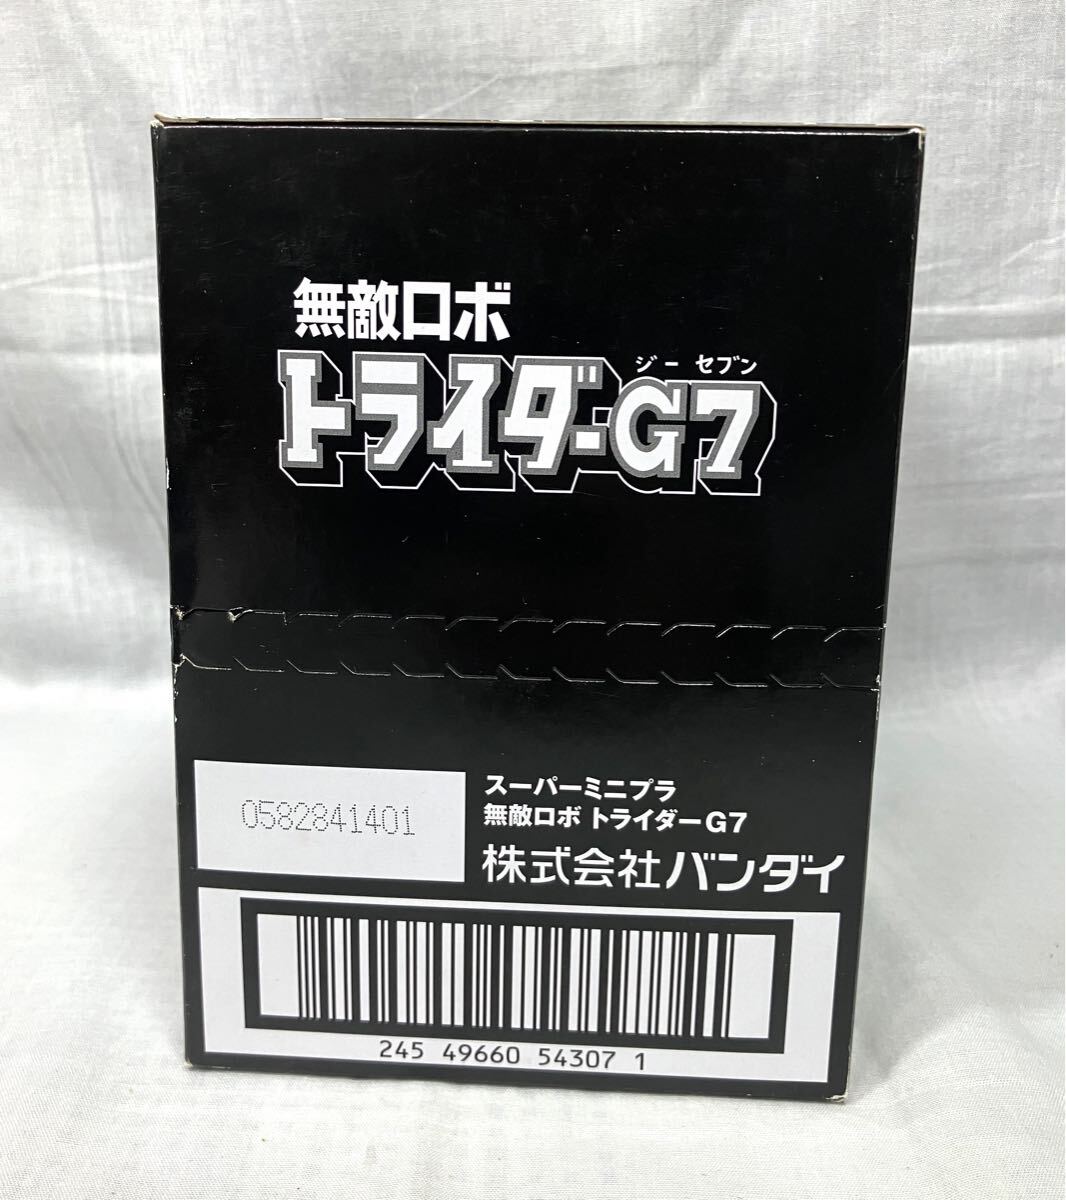 無敵ロボ
ジー セブン
トライダーG7
0582841401
スーパーミニプラ
無敵ロボ トライダーG7
株式会社バンダイ
245 49660 54307 1